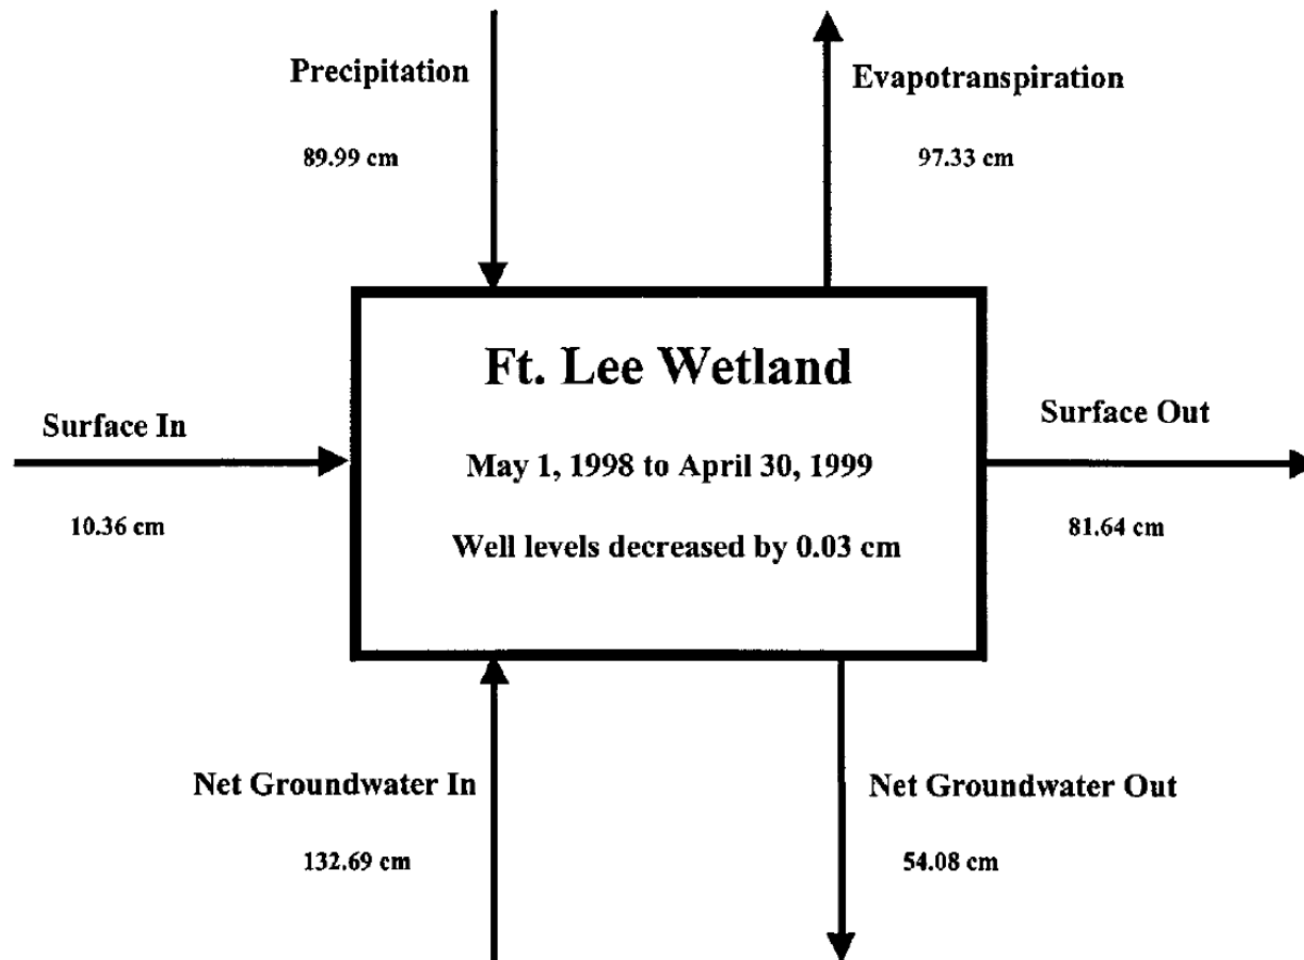 Precipitation
89.99 cm
Evapotranspiration
97.33 cm
Ft. Lee Wetland
May 1, 1998 to April 30, 1999
Well levels decreased by 0.03 cm
Surface In
10.36 cm
Surface Out
81.64 cm
Net Groundwater In
132.69 cm
Net Groundwater Out
54.08 cm